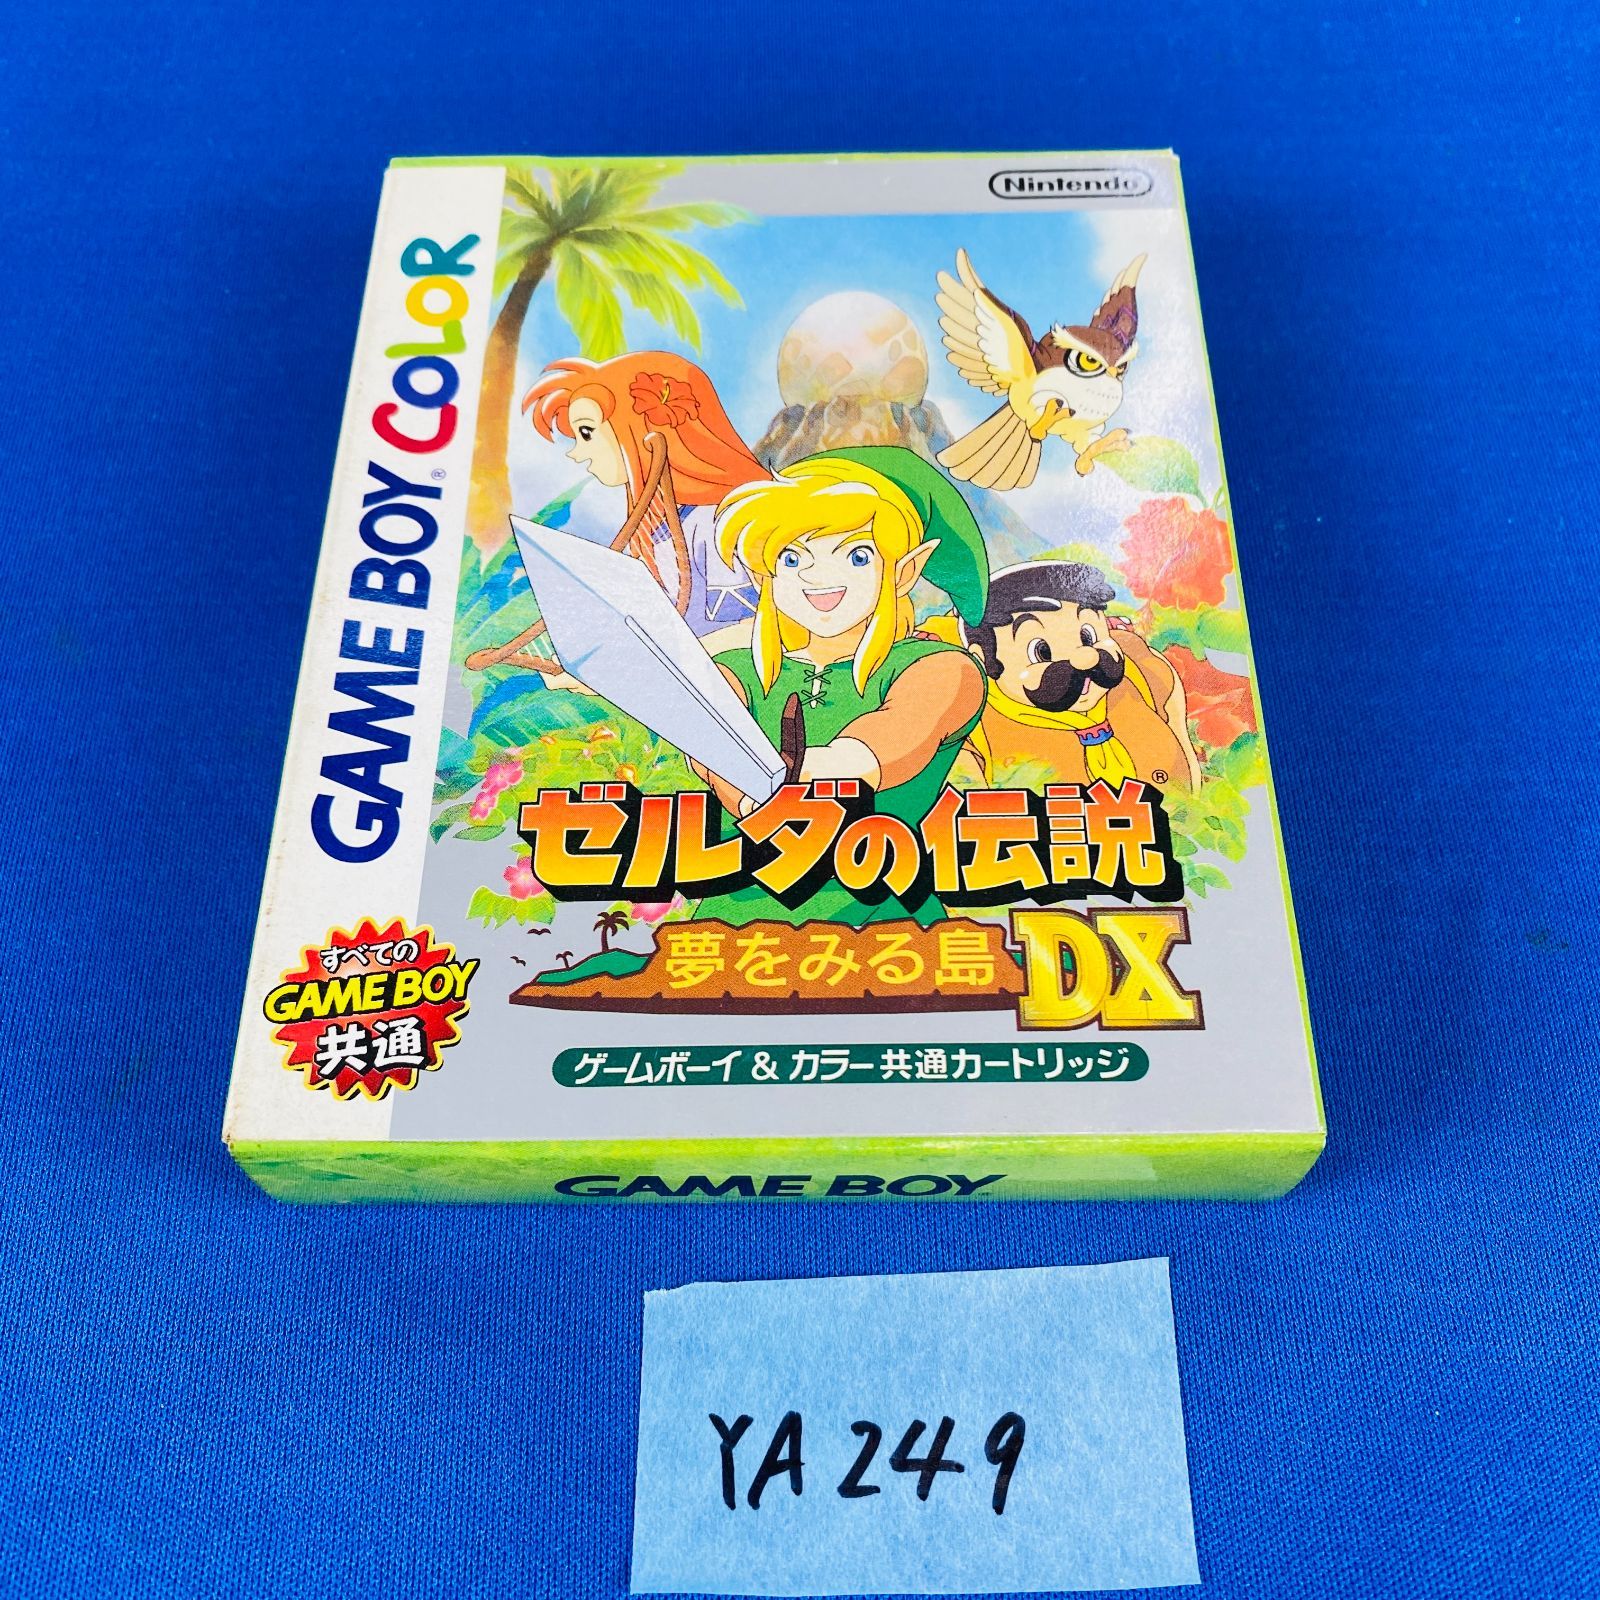 Nintendo
GAME BOY COLOR
®
®
ゼルダの伝説
夢をみる島 DX
すべての
GAME BOY
共通
ゲームボーイ & カラー共通カートリッジ
GAME BOY
YA249